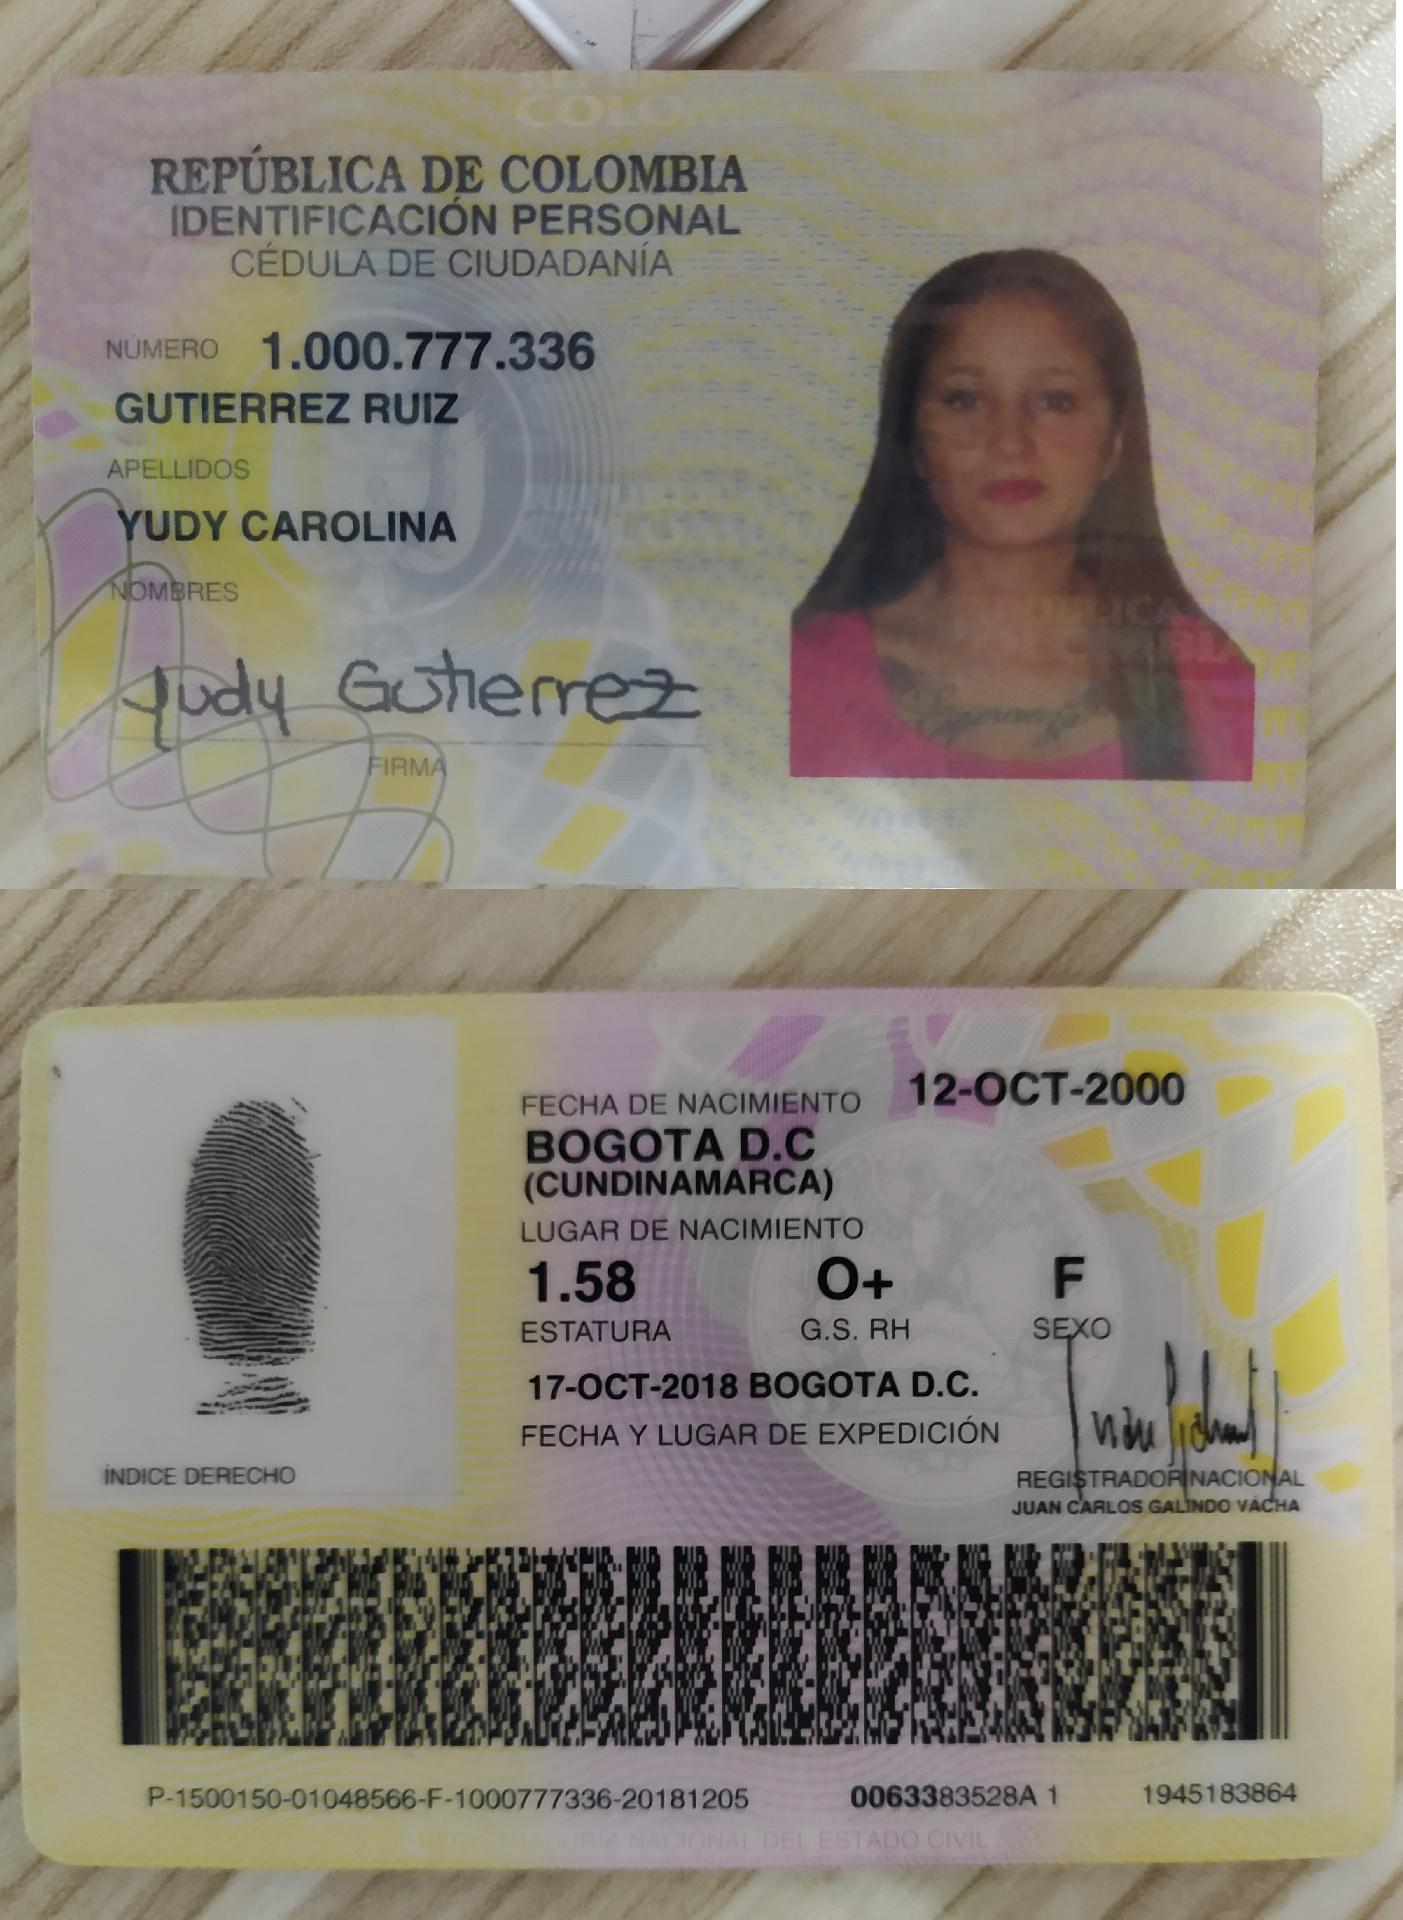 REPÚBLICA DE COLOMBIA
IDENTIFICACIÓN PERSONAL
CÉDULA DE CIUDADANÍA
NÚMERO 1.000.777.336
GUTIERREZ RUIZ
APELLIDOS
YUDY CAROLINA
NOMBRES
Yudy Gutierrez
FIRMA
Esperanza
FECHA DE NACIMIENTO 12-OCT-2000
BOGOTA D.C
(CUNDINAMARCA)
LUGAR DE NACIMIENTO
1.58 O+ F
ESTATURA G.S. RH SEXO
17-OCT-2018 BOGOTA D.C.
FECHA Y LUGAR DE EXPEDICIÓN
ÍNDICE DERECHO
REGISTRADOR NACIONAL
JUAN CARLOS GALINDO VÁCHA
P-1500150-01048566-F-1000777336-20181205 0063383528A 1 1945183864
REGISTRADURIA NACIONAL DEL ESTADO CIVIL